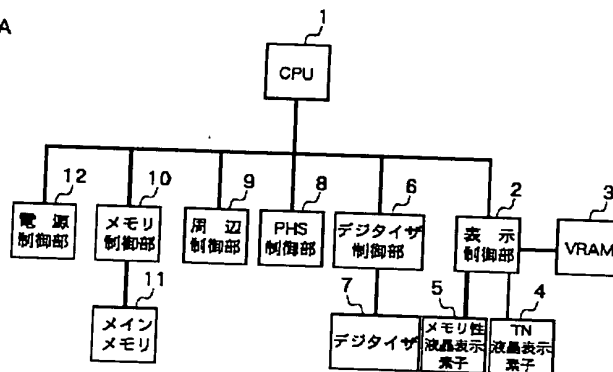 A
1
CPU
12
10
9
8
6
2
3
電源
制御部
メモリ
制御部
周辺
制御部
PHS
制御部
デジタイザ
制御部
表示
制御部
VRAM
11
7
5
4
メイン
メモリ
デジタイザ
メモリ性
液晶表示
素子
TN
液晶表示
素子